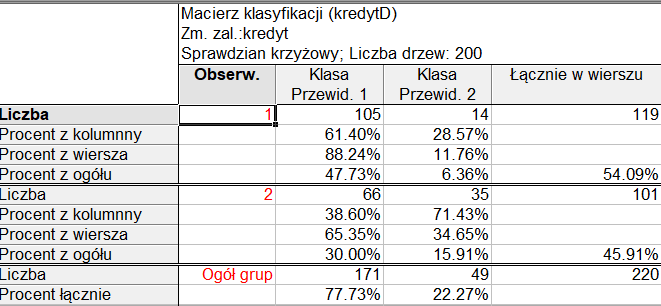 Macierz klasyfikacji (kredytD)
Zm. zal.:kredyt
Sprawdzian krzyżowy; Liczba drzew: 200
Obserw. Klasa Przewid. 1 Klasa Przewid. 2 Łącznie w wierszu
Liczba 1 105 14 119
Procent z kolumnny 61.40% 28.57%
Procent z wiersza 88.24% 11.76%
Procent z ogółu 47.73% 6.36% 54.09%
Liczba 2 66 35 101
Procent z kolumnny 38.60% 71.43%
Procent z wiersza 65.35% 34.65%
Procent z ogółu 30.00% 15.91% 45.91%
Liczba Ogół grup 171 49 220
Procent łącznie 77.73% 22.27%